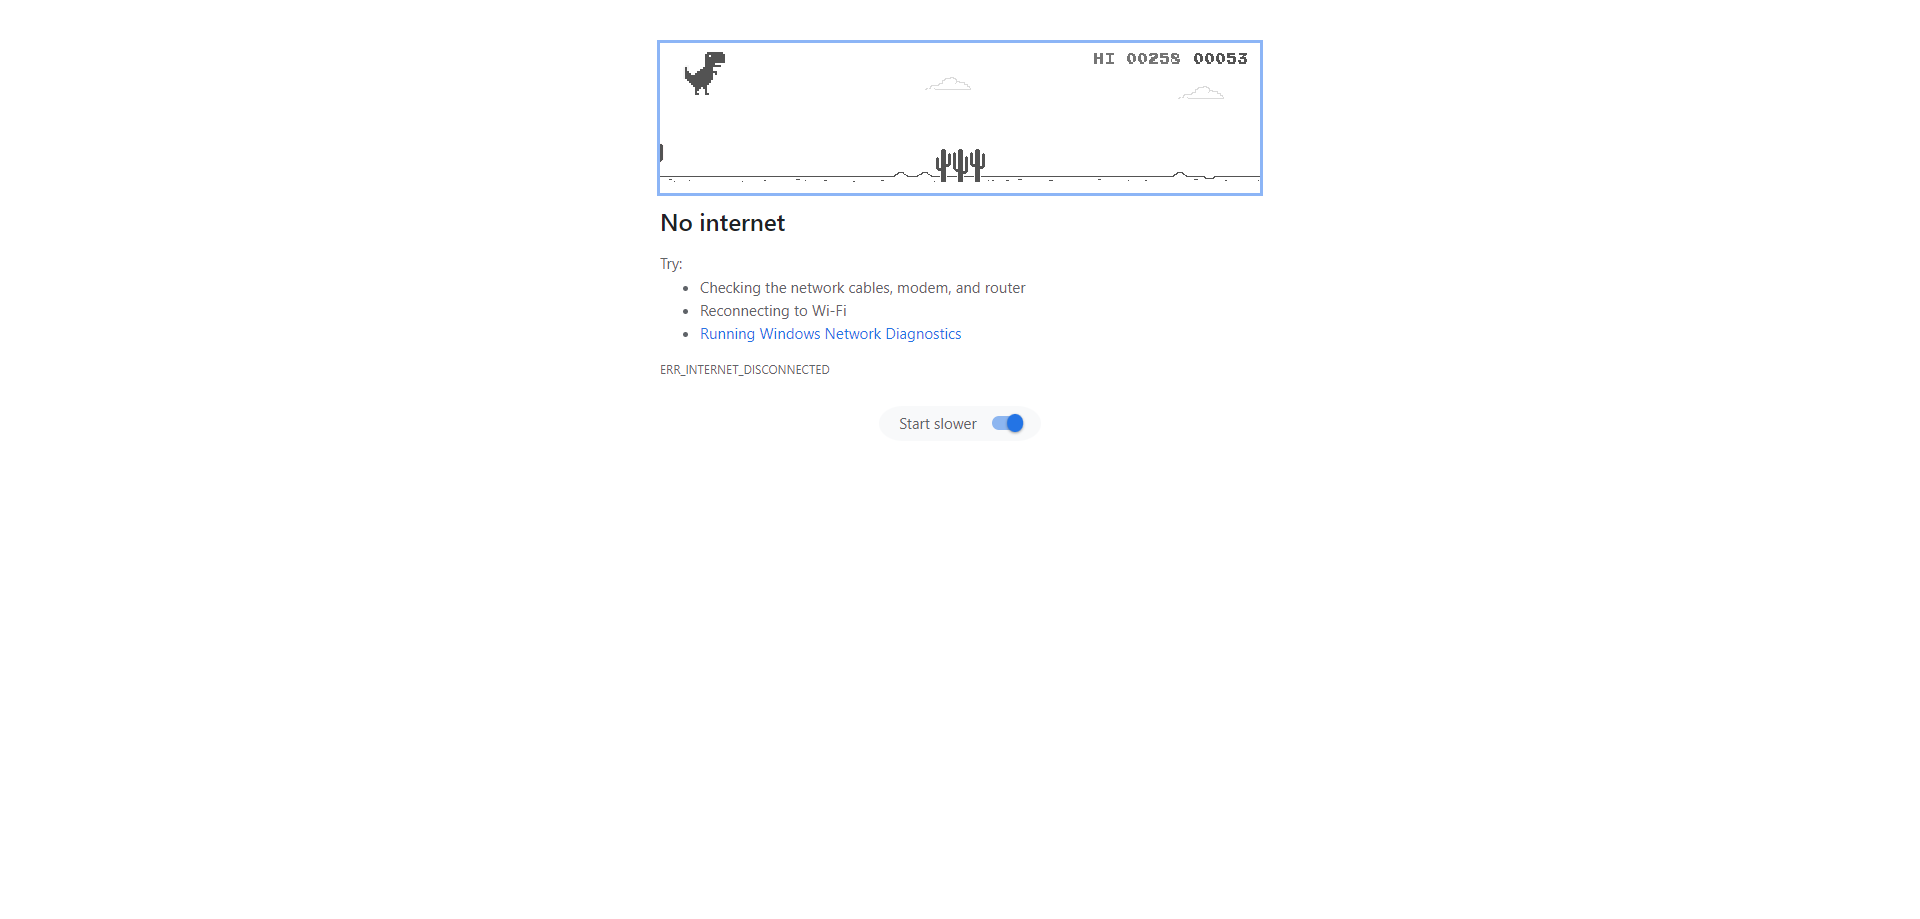 HI 00258 00053
No internet
Try:
Checking the network cables, modem, and router
Reconnecting to Wi-Fi
Running Windows Network Diagnostics
ERR_INTERNET_DISCONNECTED
Start slower